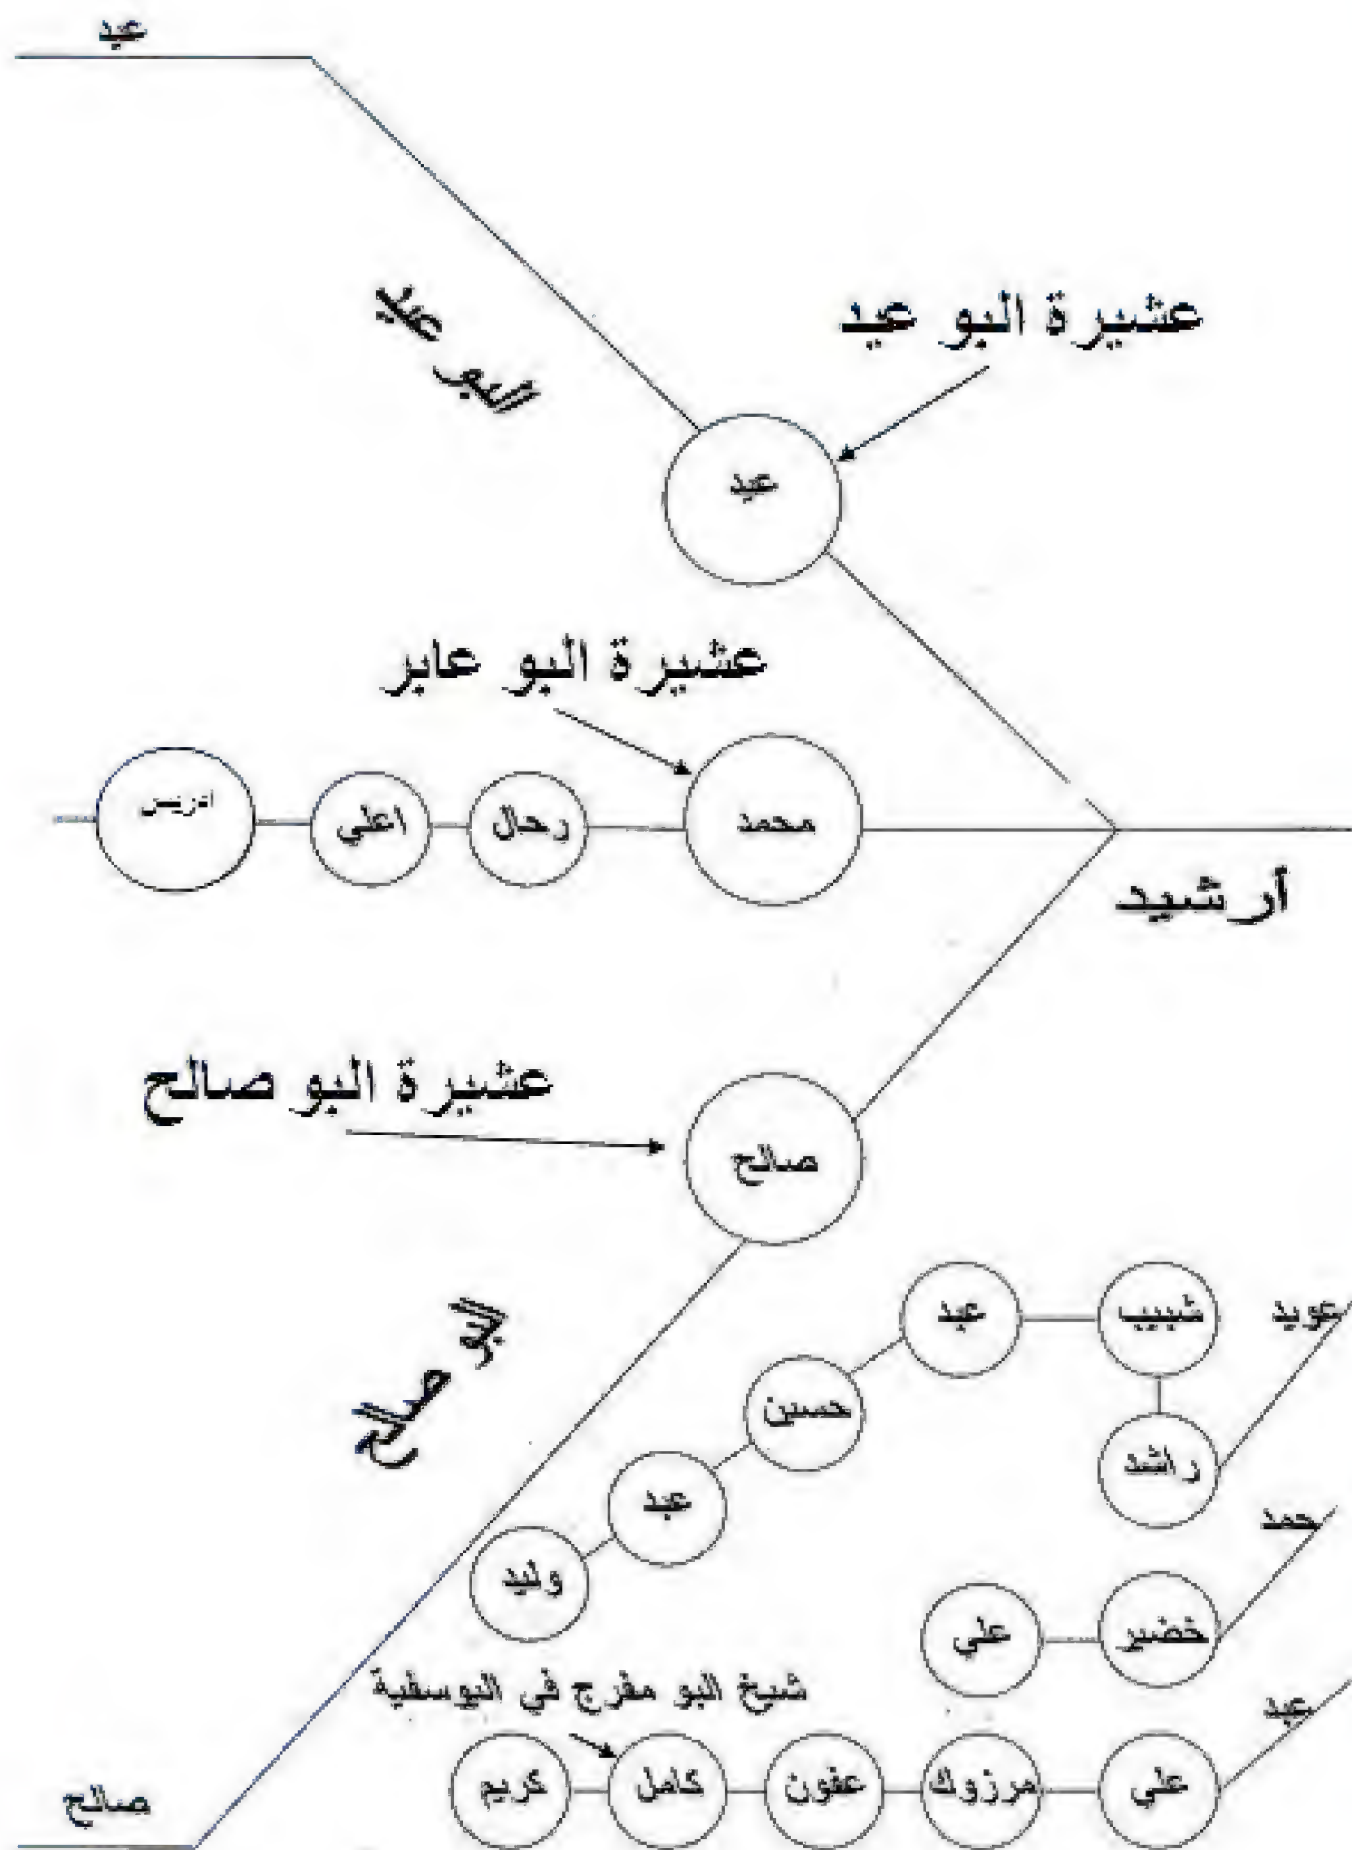 عيد
البو عيد
عشيرة البو عيد
عيد
عشيرة البو عابر
محمد
رحال
اعلي
ادريس
أرشيد
عشيرة البو صالح
صالح
البو صالح
عويد
شبيب
عبد
راشد
حسين
عبد
وليد
حمد
خضير
علي
شيخ البو مفرج في اليوسفية
عبد
علي
مرزوك
عفون
كامل
كريم
صالح